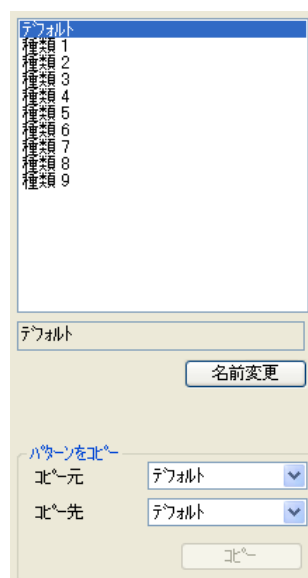 デフォルト
種類 1
種類 2
種類 3
種類 4
種類 5
種類 6
種類 7
種類 8
種類 9
デフォルト
名前変更
パターンをコピー
コピー元 デフォルト
コピー先 デフォルト
コピー